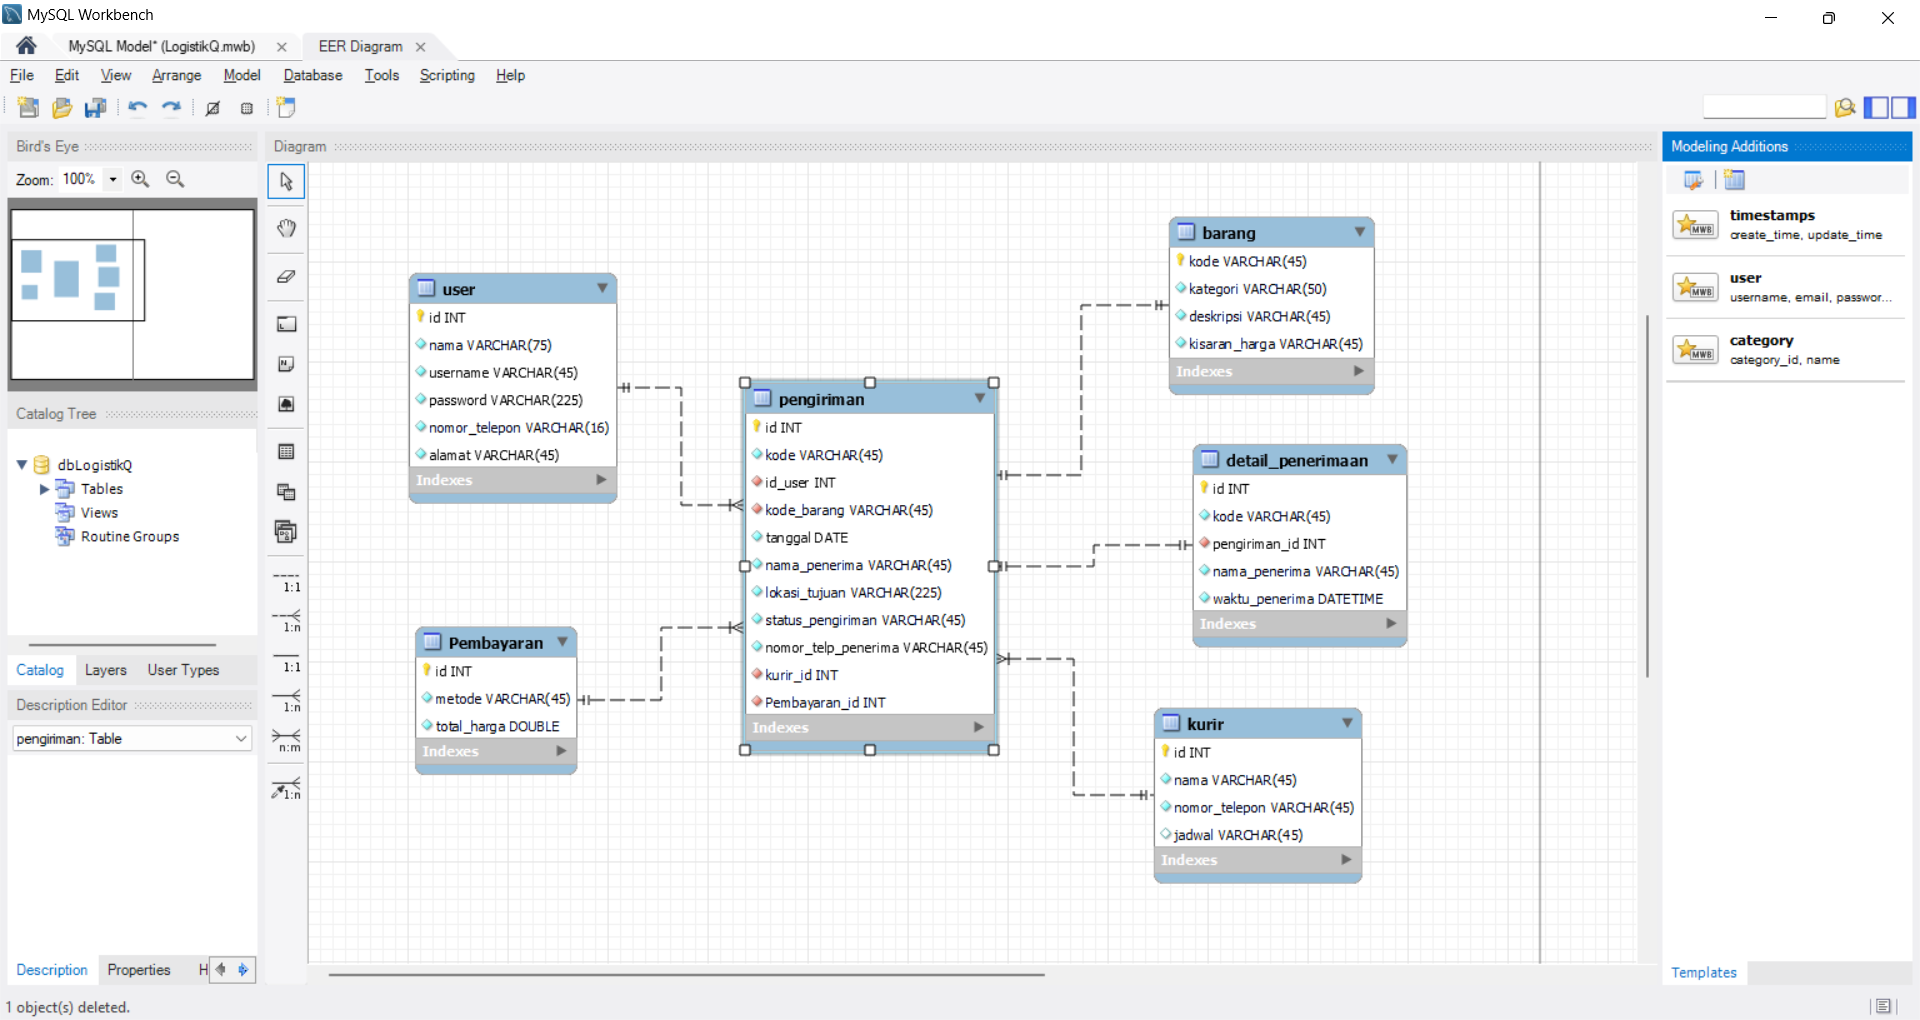 MySQL Workbench
MySQL Model* (LogistikQ.mwb)
EER Diagram
File Edit View Arrange Model Database Tools Scripting Help
Bird's Eye
Zoom: 100%
Catalog Tree
dbLogistikQ
Tables
Views
Routine Groups
Catalog Layers User Types
Description Editor
pengiriman: Table
Description Properties H
1 object(s) deleted.
Diagram
1:1
1:n
1:1
1:n
n:m
1:n
user
id INT
nama VARCHAR(75)
username VARCHAR(45)
password VARCHAR(225)
nomor_telepon VARCHAR(16)
alamat VARCHAR(45)
Indexes
Pembayaran
id INT
metode VARCHAR(45)
total_harga DOUBLE
Indexes
pengiriman
id INT
kode VARCHAR(45)
id_user INT
kode_barang VARCHAR(45)
tanggal DATE
nama_penerima VARCHAR(45)
lokasi_tujuan VARCHAR(225)
status_pengiriman VARCHAR(45)
nomor_telp_penerima VARCHAR(45)
kurir_id INT
Pembayaran_id INT
Indexes
barang
kode VARCHAR(45)
kategori VARCHAR(50)
deskripsi VARCHAR(45)
kisaran_harga VARCHAR(45)
Indexes
detail_penerimaan
id INT
kode VARCHAR(45)
pengiriman_id INT
nama_penerima VARCHAR(45)
waktu_penerima DATETIME
Indexes
kurir
id INT
nama VARCHAR(45)
nomor_telepon VARCHAR(45)
jadwal VARCHAR(45)
Indexes
Modeling Additions
MWB
timestamps
create_time, update_time
MWB
user
username, email, passwor...
MWB
category
category_id, name
Templates